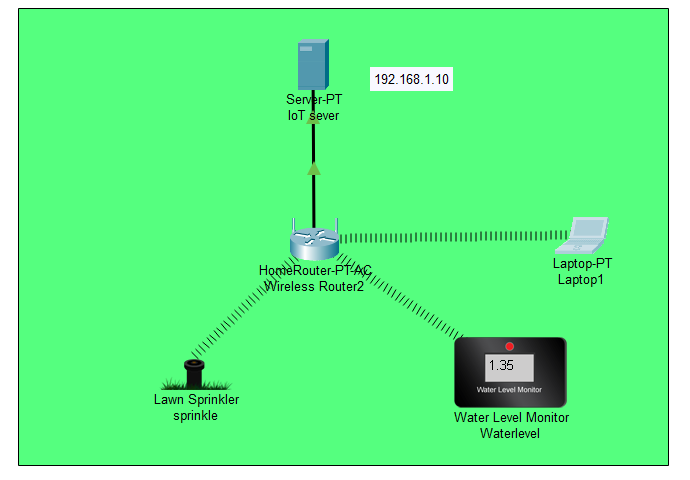 192.168.1.10
Server-PT
IoT sever
HomeRouter-PT-AC
Wireless Router2
Laptop-PT
Laptop1
1.35
Water Level Monitor
Lawn Sprinkler
sprinkle
Water Level Monitor
Waterlevel